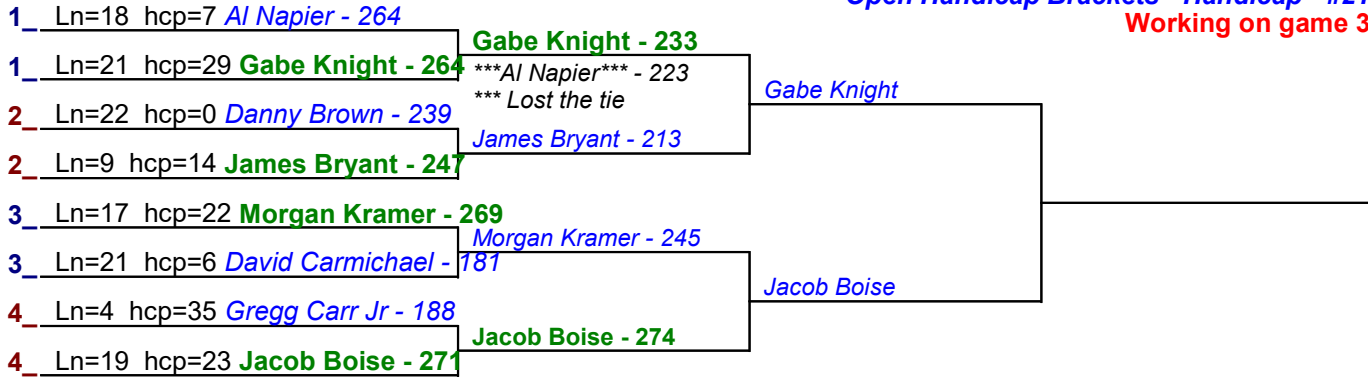 Open Handicap Brackets - Handicap - #21
Working on game 3
1_ Ln=18 hcp=7 Al Napier - 264
1_ Ln=21 hcp=29 Gabe Knight - 264
2_ Ln=22 hcp=0 Danny Brown - 239
2_ Ln=9 hcp=14 James Bryant - 247
3_ Ln=17 hcp=22 Morgan Kramer - 269
3_ Ln=21 hcp=6 David Carmichael - 181
4_ Ln=4 hcp=35 Gregg Carr Jr - 188
4_ Ln=19 hcp=23 Jacob Boise - 271
Gabe Knight - 233
***Al Napier*** - 223
*** Lost the tie
James Bryant - 213
Morgan Kramer - 245
Jacob Boise - 274
Gabe Knight
Jacob Boise